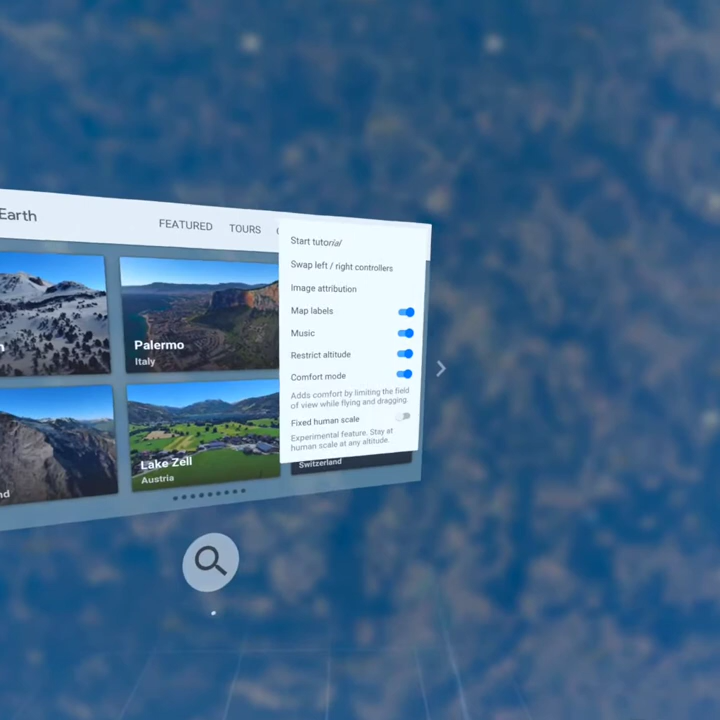 Earth
FEATURED
TOURS
Start tutorial
Swap left / right controllers
Image attribution
Map labels
Music
Restrict altitude
Comfort mode
Adds comfort by limiting the field
of view while flying and dragging.
Fixed human scale
Experimental feature. Stay at
human scale at any altitude.
Palermo
Italy
Lake Zell
Austria
Switzerland